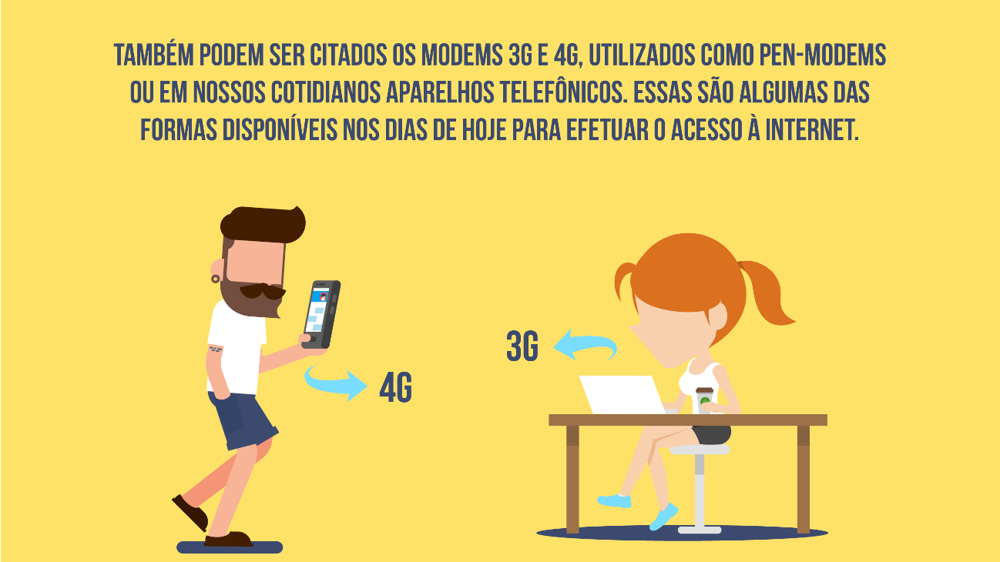 TAMBÉM PODEM SER CITADOS OS MODEMS 3G E 4G, UTILIZADOS COMO PEN-MODEMS
OU EM NOSSOS COTIDIANOS APARELHOS TELEFÔNICOS. ESSAS SÃO ALGUMAS DAS
FORMAS DISPONÍVEIS NOS DIAS DE HOJE PARA EFETUAR O ACESSO À INTERNET.
3G
4G